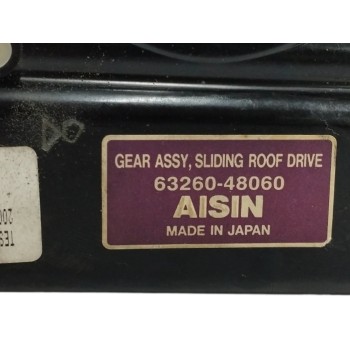 GEAR ASSY, SLIDING ROOF DRIVE
63260-48060
AISIN
MADE IN JAPAN